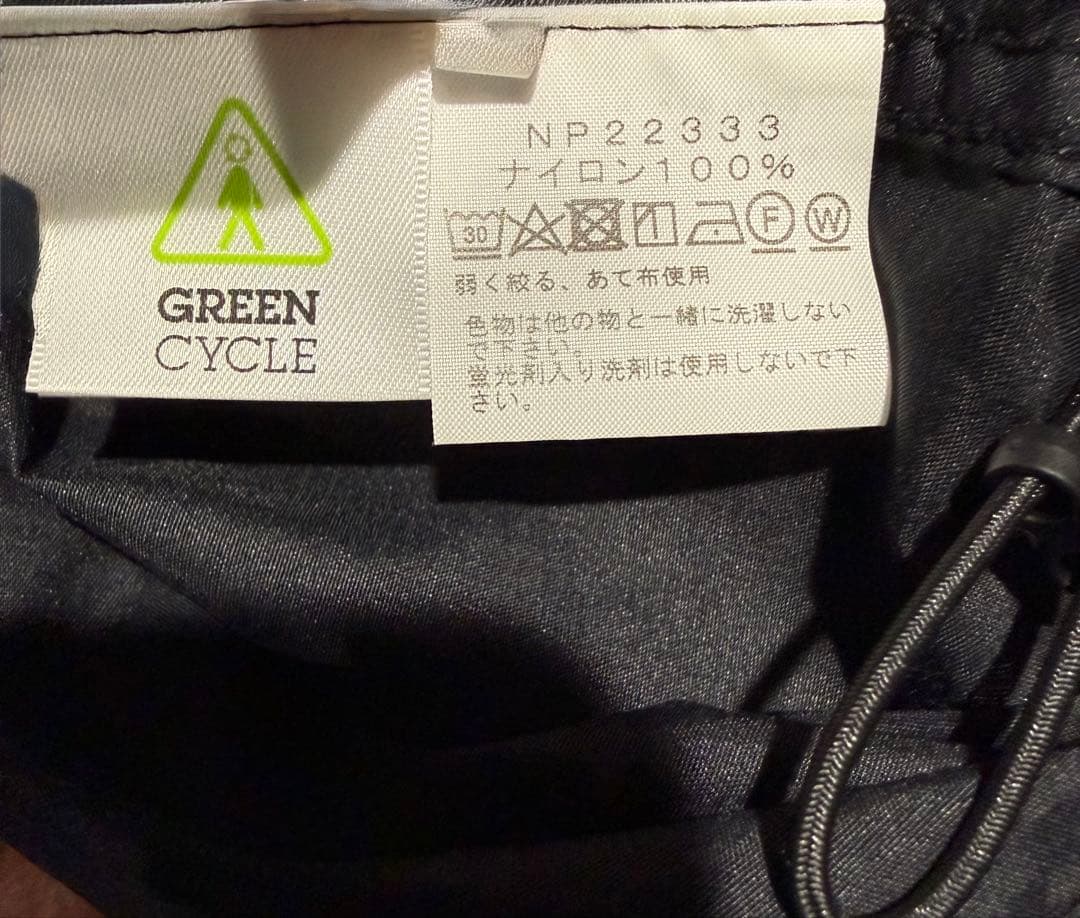 GREEN
CYCLE
NP22333
ナイロン100%
30 1 F W
弱く絞る、あて布使用
色物は他の物と一緒に洗濯しない
で下さい。
蛍光剤入り洗剤は使用しないで下
さい。